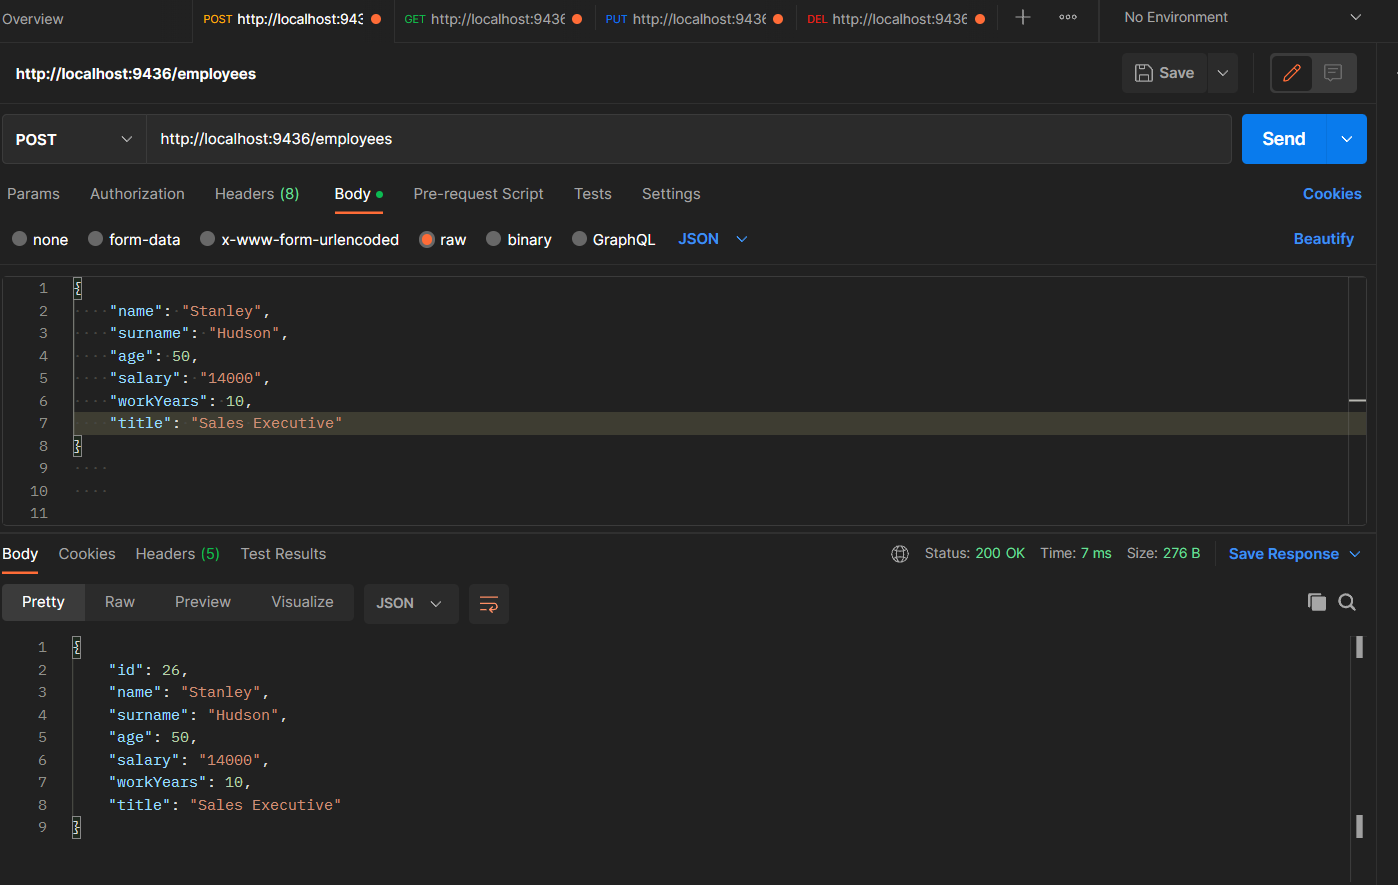 Overview POST http://localhost:943 GET http://localhost:9436 PUT http://localhost:9436 DEL http://localhost:9436 No Environment
http://localhost:9436/employees Save
POST http://localhost:9436/employees Send
Params Authorization Headers (8) Body Pre-request Script Tests Settings Cookies
none form-data x-www-form-urlencoded raw binary GraphQL JSON Beautify
1 {
2 "name": "Stanley",
3 "surname": "Hudson",
4 "age": 50,
5 "salary": "14000",
6 "workYears": 10,
7 "title": "Sales Executive"
8 }
9
10
11
Body Cookies Headers (5) Test Results Status: 200 OK Time: 7 ms Size: 276 B Save Response
Pretty Raw Preview Visualize JSON
1 {
2 "id": 26,
3 "name": "Stanley",
4 "surname": "Hudson",
5 "age": 50,
6 "salary": "14000",
7 "workYears": 10,
8 "title": "Sales Executive"
9 }